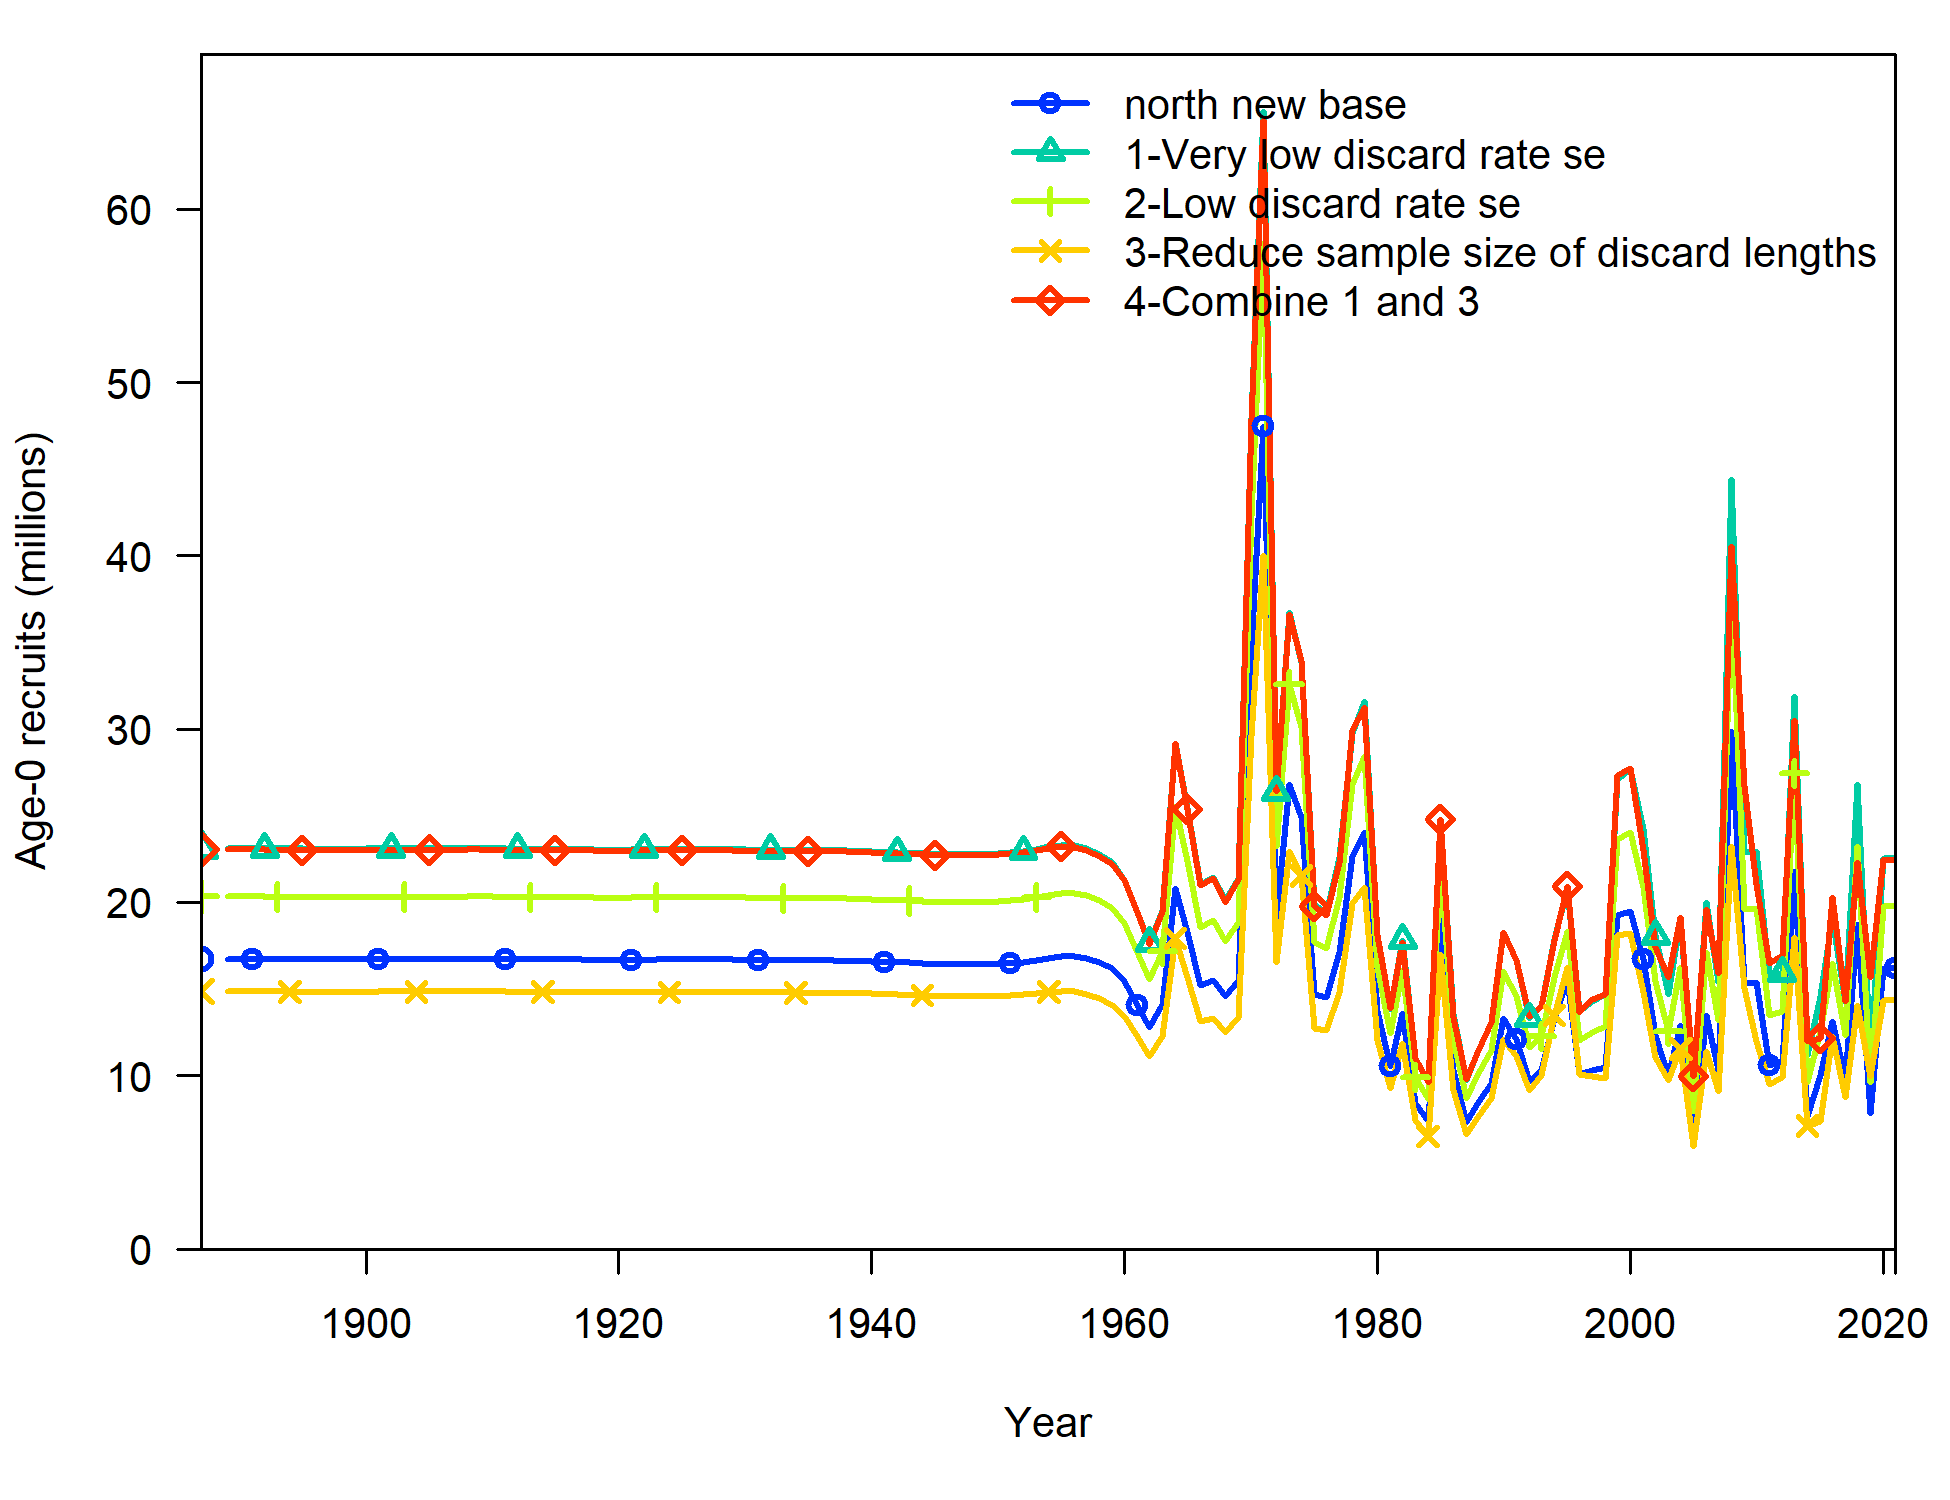 north new base
1-Very low discard rate se
2-Low discard rate se
3-Reduce sample size of discard lengths
4-Combine 1 and 3
60
50
40
30
20
10
0
Age-0 recruits (millions)
1900 1920 1940 1960 1980 2000 2020
Year